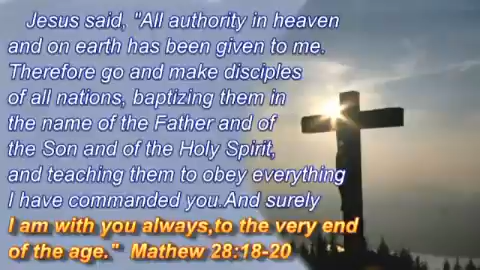 Jesus said, "All authority in heaven
and on earth has been given to me.
Therefore go and make disciples
of all nations, baptizing them in
the name of the Father and of
the Son and of the Holy Spirit,
and teaching them to obey everything
I have commanded you.And surely
I am with you always,to the very end
of the age." Mathew 28:18-20